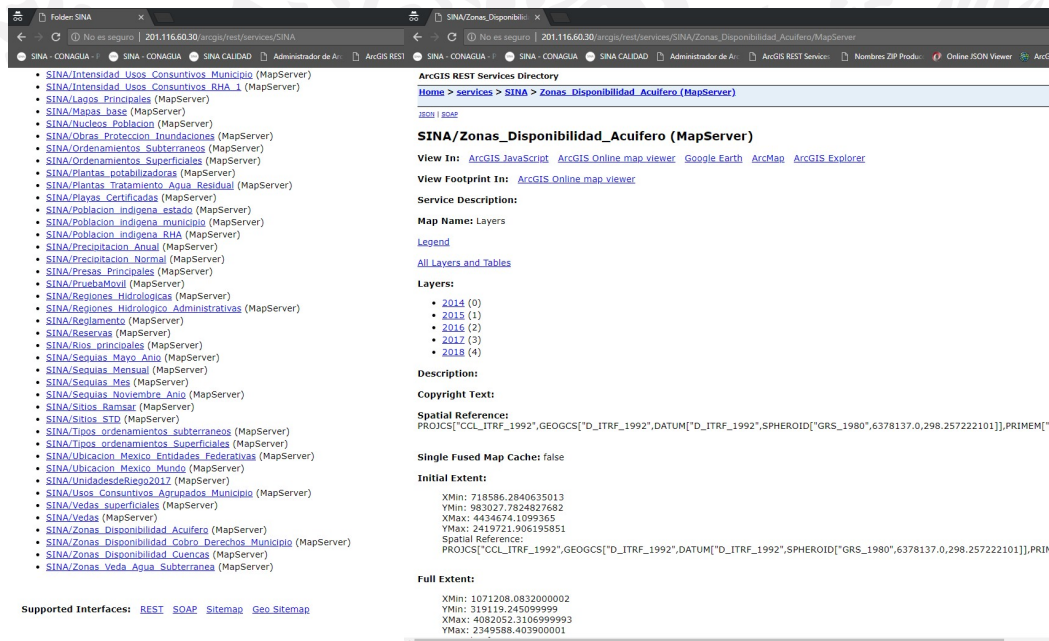 Folder: SINA
No es seguro | 201.116.60.30/arcgis/rest/services/SINA
SINA - CONAGUA - F SINA - CONAGUA SINA CALIDAD Administrador de Arc ArcGIS REST
SINA/Intensidad_Usos_Consuntivos_Municipio (MapServer)
SINA/Intensidad_Usos_Consuntivos_RHA_1 (MapServer)
SINA/Lagos_Principales (MapServer)
SINA/Mapas_base (MapServer)
SINA/Nucleos_Poblacion (MapServer)
SINA/Obras_Proteccion_Inundaciones (MapServer)
SINA/Ordenamientos_Subterraneos (MapServer)
SINA/Ordenamientos_Superficiales (MapServer)
SINA/Plantas_potabilizadoras (MapServer)
SINA/Plantas_Tratamiento_Agua_Residual (MapServer)
SINA/Playas_Certificadas (MapServer)
SINA/Poblacion_indigena_estado (MapServer)
SINA/Poblacion_indigena_municipio (MapServer)
SINA/Poblacion_indigena_RHA (MapServer)
SINA/Precipitacion_Anual (MapServer)
SINA/Precipitacion_Normal (MapServer)
SINA/Presas_Principales (MapServer)
SINA/PruebaMovil (MapServer)
SINA/Regiones_Hidrologicas (MapServer)
SINA/Regiones_Hidrologico_Administrativas (MapServer)
SINA/Reglamento (MapServer)
SINA/Reservas (MapServer)
SINA/Rios_principales (MapServer)
SINA/Sequias_Mayo_Anio (MapServer)
SINA/Sequias_Mensual (MapServer)
SINA/Sequias_Mes (MapServer)
SINA/Sequias_Noviembre_Anio (MapServer)
SINA/Sitios_Ramsar (MapServer)
SINA/Sitios_STD (MapServer)
SINA/Tipos_ordenamientos_subterraneos (MapServer)
SINA/Tipos_ordenamientos_Superficiales (MapServer)
SINA/Ubicacion_Mexico_Entidades_Federativas (MapServer)
SINA/Ubicacion_Mexico_Mundo (MapServer)
SINA/UnidadesdeRiego2017 (MapServer)
SINA/Usos_Consuntivos_Agrupados_Municipio (MapServer)
SINA/Vedas_superficiales (MapServer)
SINA/Vedas (MapServer)
SINA/Zonas_Disponibilidad_Acuifero (MapServer)
SINA/Zonas_Disponibilidad_Cobro_Derechos_Municipio (MapServer)
SINA/Zonas_Disponibilidad_Cuencas (MapServer)
SINA/Zonas_Veda_Agua_Subterranea (MapServer)
Supported Interfaces: REST SOAP Sitemap Geo Sitemap
SINA/Zonas_Disponibilid
No es seguro | 201.116.60.30/arcgis/rest/services/SINA/Zonas_Disponibilidad_Acuifero/MapServer
SINA - CONAGUA - F SINA - CONAGUA SINA CALIDAD Administrador de Arc ArcGIS REST Services Nombres ZIP Produc Online JSON Viewer ArcG
ArcGIS REST Services Directory
Home > services > SINA > Zonas_Disponibilidad_Acuifero (MapServer)
JSON | SOAP
SINA/Zonas_Disponibilidad_Acuifero (MapServer)
View In: ArcGIS JavaScript ArcGIS Online map viewer Google Earth ArcMap ArcGIS Explorer
View Footprint In: ArcGIS Online map viewer
Service Description:
Map Name: Layers
Legend
All Layers and Tables
Layers:
2014 (0)
2015 (1)
2016 (2)
2017 (3)
2018 (4)
Description:
Copyright Text:
Spatial Reference:
PROJCS["CCL_ITRF_1992",GEOGCS["D_ITRF_1992",DATUM["D_ITRF_1992",SPHEROID["GRS_1980",6378137.0,298.257222101]],PRIMEM["
Single Fused Map Cache: false
Initial Extent:
XMin: 718586.2840635013
YMin: 983027.7824827682
XMax: 4434674.1099365
YMax: 2419721.906195851
Spatial Reference:
PROJCS["CCL_ITRF_1992",GEOGCS["D_ITRF_1992",DATUM["D_ITRF_1992",SPHEROID["GRS_1980",6378137.0,298.257222101]],PRIM
Full Extent:
XMin: 1071208.0832000002
YMin: 319119.245099999
XMax: 4082052.3106999993
YMax: 2349588.403900001